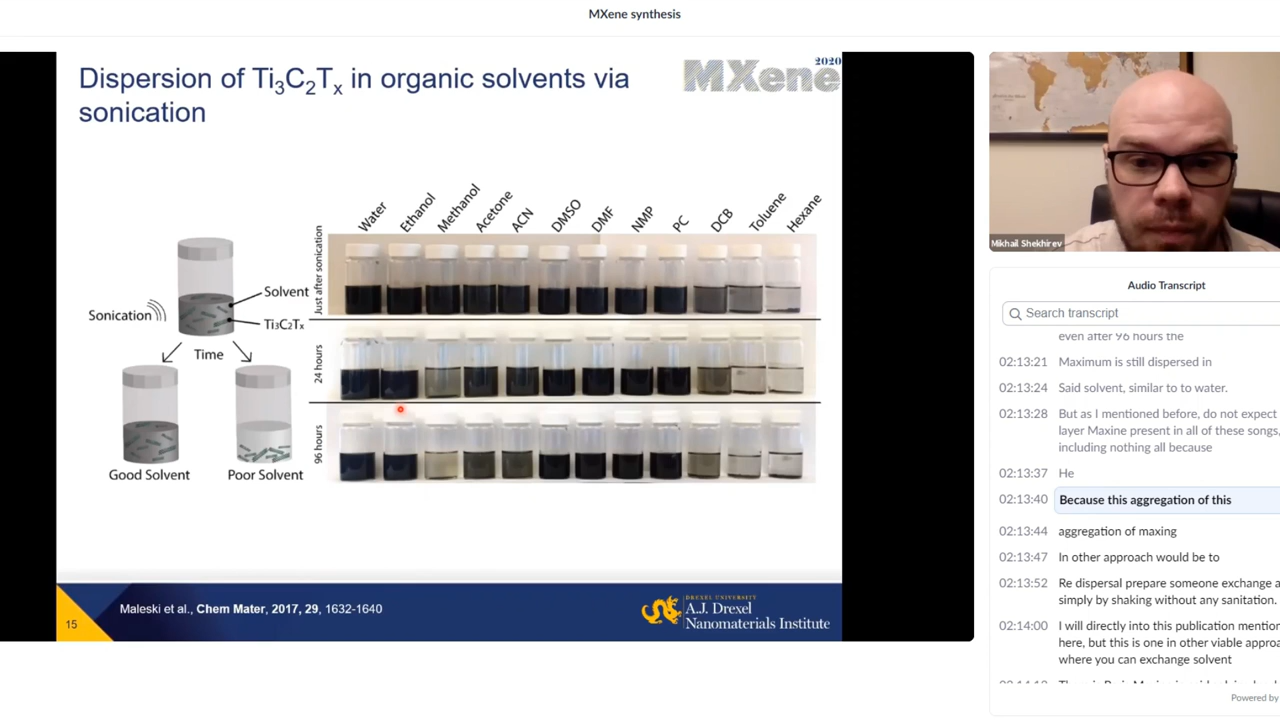 MXene synthesis
Dispersion of Ti₃C₂Tₓ in organic solvents via
sonication
2020
MXene
Water
Ethanol
Methanol
Acetone
ACN
DMSO
DMF
NMP
PC
DCB
Toluene
Hexane
Just after sonication
24 hours
96 hours
Sonication
Solvent
Ti₃C₂Tₓ
Time
Good Solvent
Poor Solvent
15
Maleski et al., Chem Mater, 2017, 29, 1632-1640
DREXEL UNIVERSITY
A.J. Drexel
Nanomaterials Institute
Mikhail Shekhirev
Audio Transcript
Search transcript
even after 96 hours the
02:13:21 Maximum is still dispersed in
02:13:24 Said solvent, similar to to water.
02:13:28 But as I mentioned before, do not expect
layer Maxine present in all of these songs,
including nothing all because
02:13:37 He
02:13:40 Because this aggregation of this
02:13:44 aggregation of maxing
02:13:47 In other approach would be to
02:13:52 Re dispersal prepare someone exchange a
simply by shaking without any sanitation.
02:14:00 I will directly into this publication mention
here, but this is one in other viable approa
where you can exchange solvent
Powered by